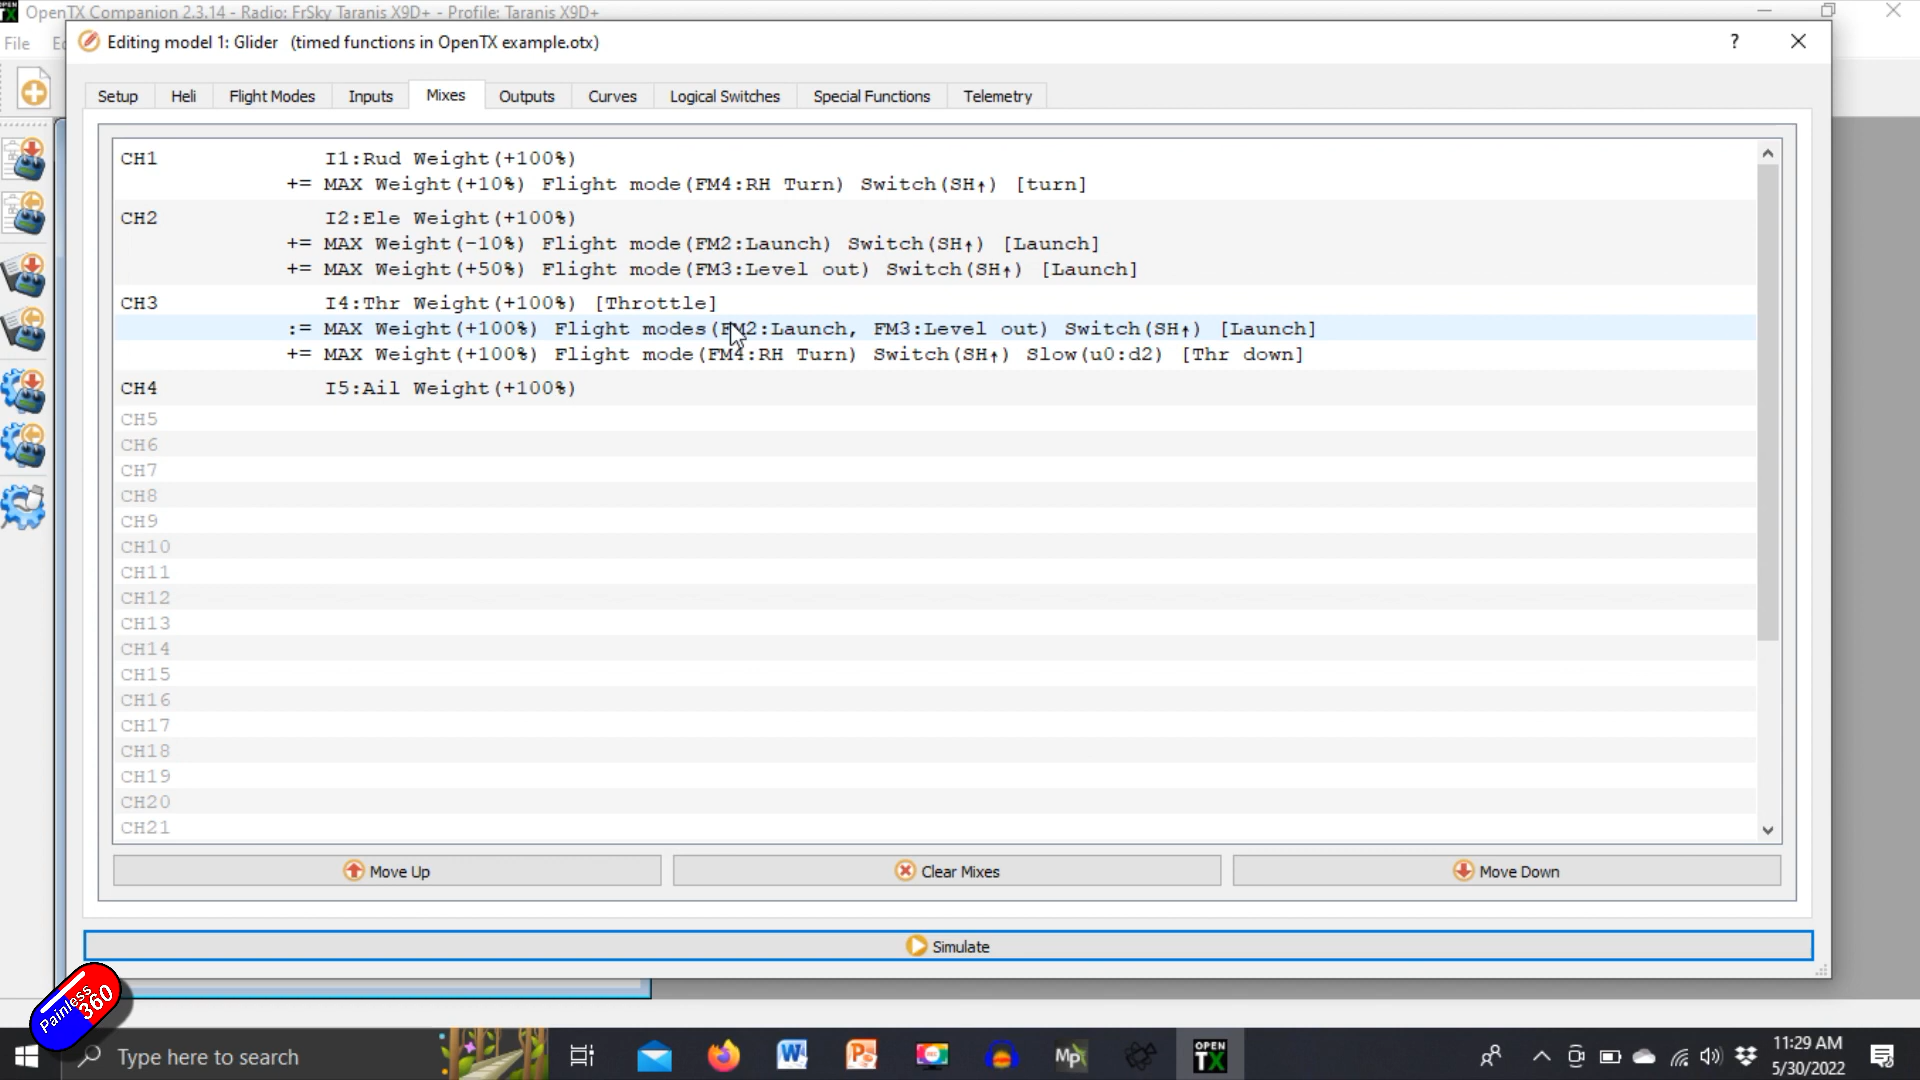 OpenTX Companion 2.3.14 - Radio: FrSky Taranis X9D+ - Profile: Taranis X9D+
File
Editing model 1: Glider (timed functions in OpenTX example.otx)
?
Setup Heli Flight Modes Inputs Mixes Outputs Curves Logical Switches Special Functions Telemetry
CH1 I1:Rud Weight(+100%)
+= MAX Weight(+10%) Flight mode(FM4:RH Turn) Switch(SH↑) [turn]
CH2 I2:Ele Weight(+100%)
+= MAX Weight(-10%) Flight mode(FM2:Launch) Switch(SH↑) [Launch]
+= MAX Weight(+50%) Flight mode(FM3:Level out) Switch(SH↑) [Launch]
CH3 I4:Thr Weight(+100%) [Throttle]
:= MAX Weight(+100%) Flight modes(FM2:Launch, FM3:Level out) Switch(SH↑) [Launch]
+= MAX Weight(+100%) Flight mode(FM4:RH Turn) Switch(SH↑) Slow(u0:d2) [Thr down]
CH4 I5:Ail Weight(+100%)
CH5
CH6
CH7
CH8
CH9
CH10
CH11
CH12
CH13
CH14
CH15
CH16
CH17
CH18
CH19
CH20
CH21
Move Up Clear Mixes Move Down
Simulate
Painless
360
Type here to search
Mp
OPEN
TX
11:29 AM
5/30/2022